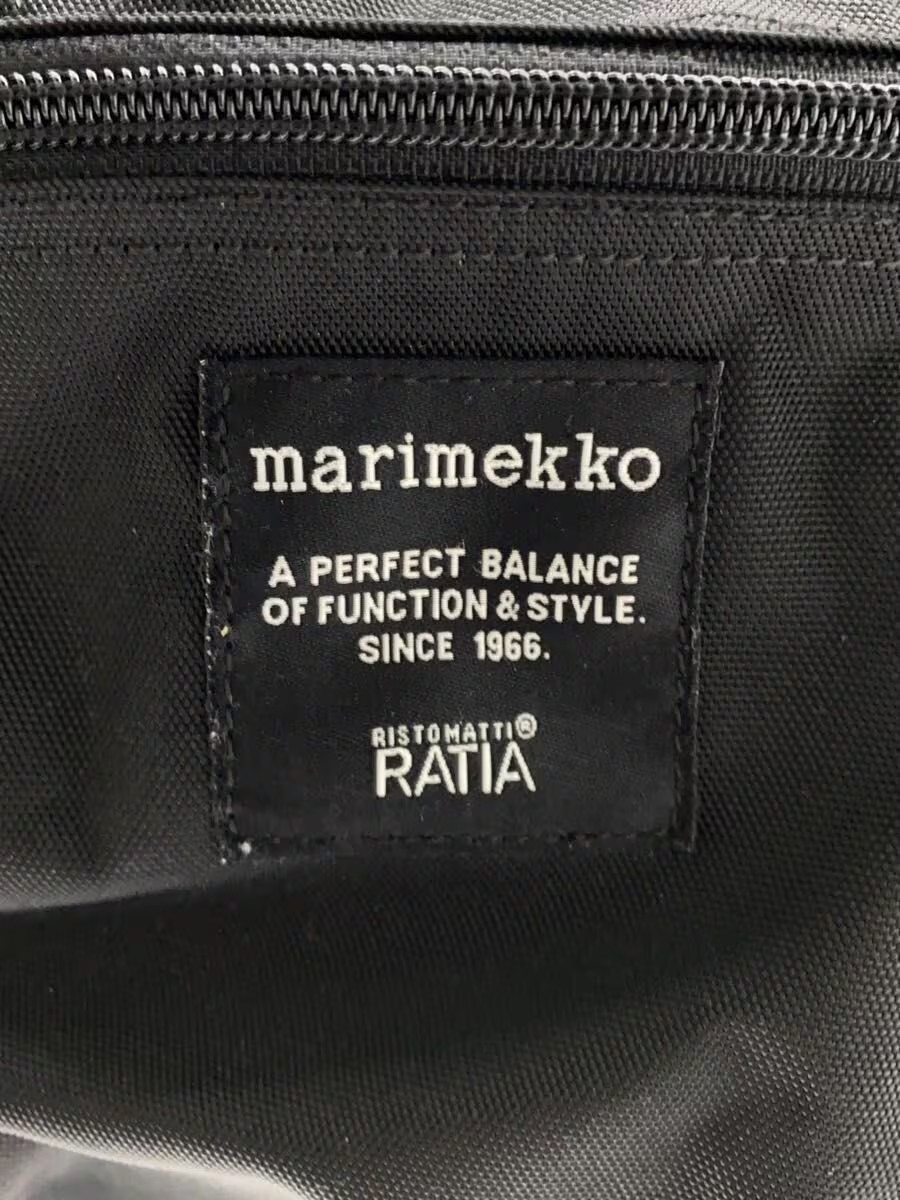 marimekko
A PERFECT BALANCE
OF FUNCTION & STYLE.
SINCE 1966.
RISTOMATTI®
RATIA